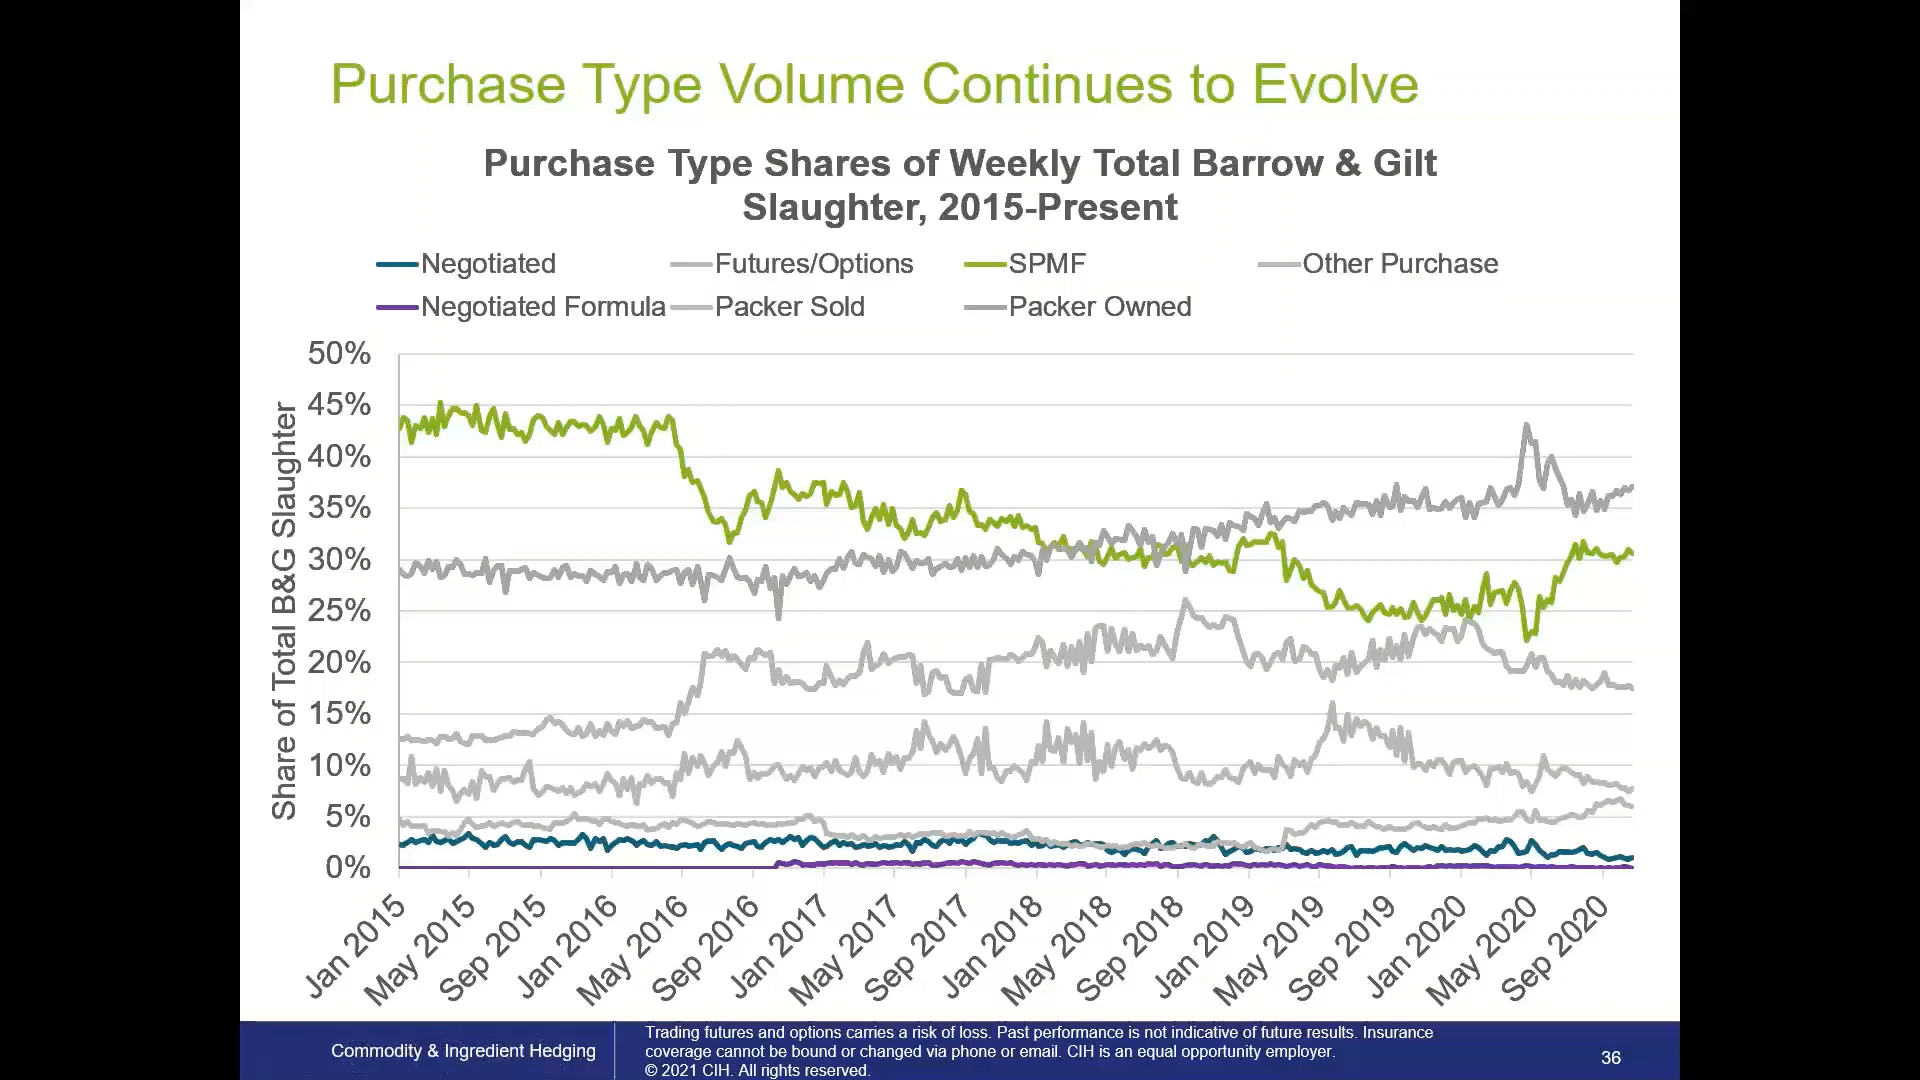 Purchase Type Volume Continues to Evolve
Purchase Type Shares of Weekly Total Barrow & Gilt
Slaughter, 2015-Present
Negotiated
Futures/Options
SPMF
Other Purchase
Negotiated Formula
Packer Sold
Packer Owned
Share of Total B&G Slaughter
50%
45%
40%
35%
30%
25%
20%
15%
10%
5%
0%
Jan 2015
May 2015
Sep 2015
Jan 2016
May 2016
Sep 2016
Jan 2017
May 2017
Sep 2017
Jan 2018
May 2018
Sep 2018
Jan 2019
May 2019
Sep 2019
Jan 2020
May 2020
Sep 2020
Commodity & Ingredient Hedging
Trading futures and options carries a risk of loss. Past performance is not indicative of future results. Insurance
coverage cannot be bound or changed via phone or email. CIH is an equal opportunity employer.
© 2021 CIH. All rights reserved.
36